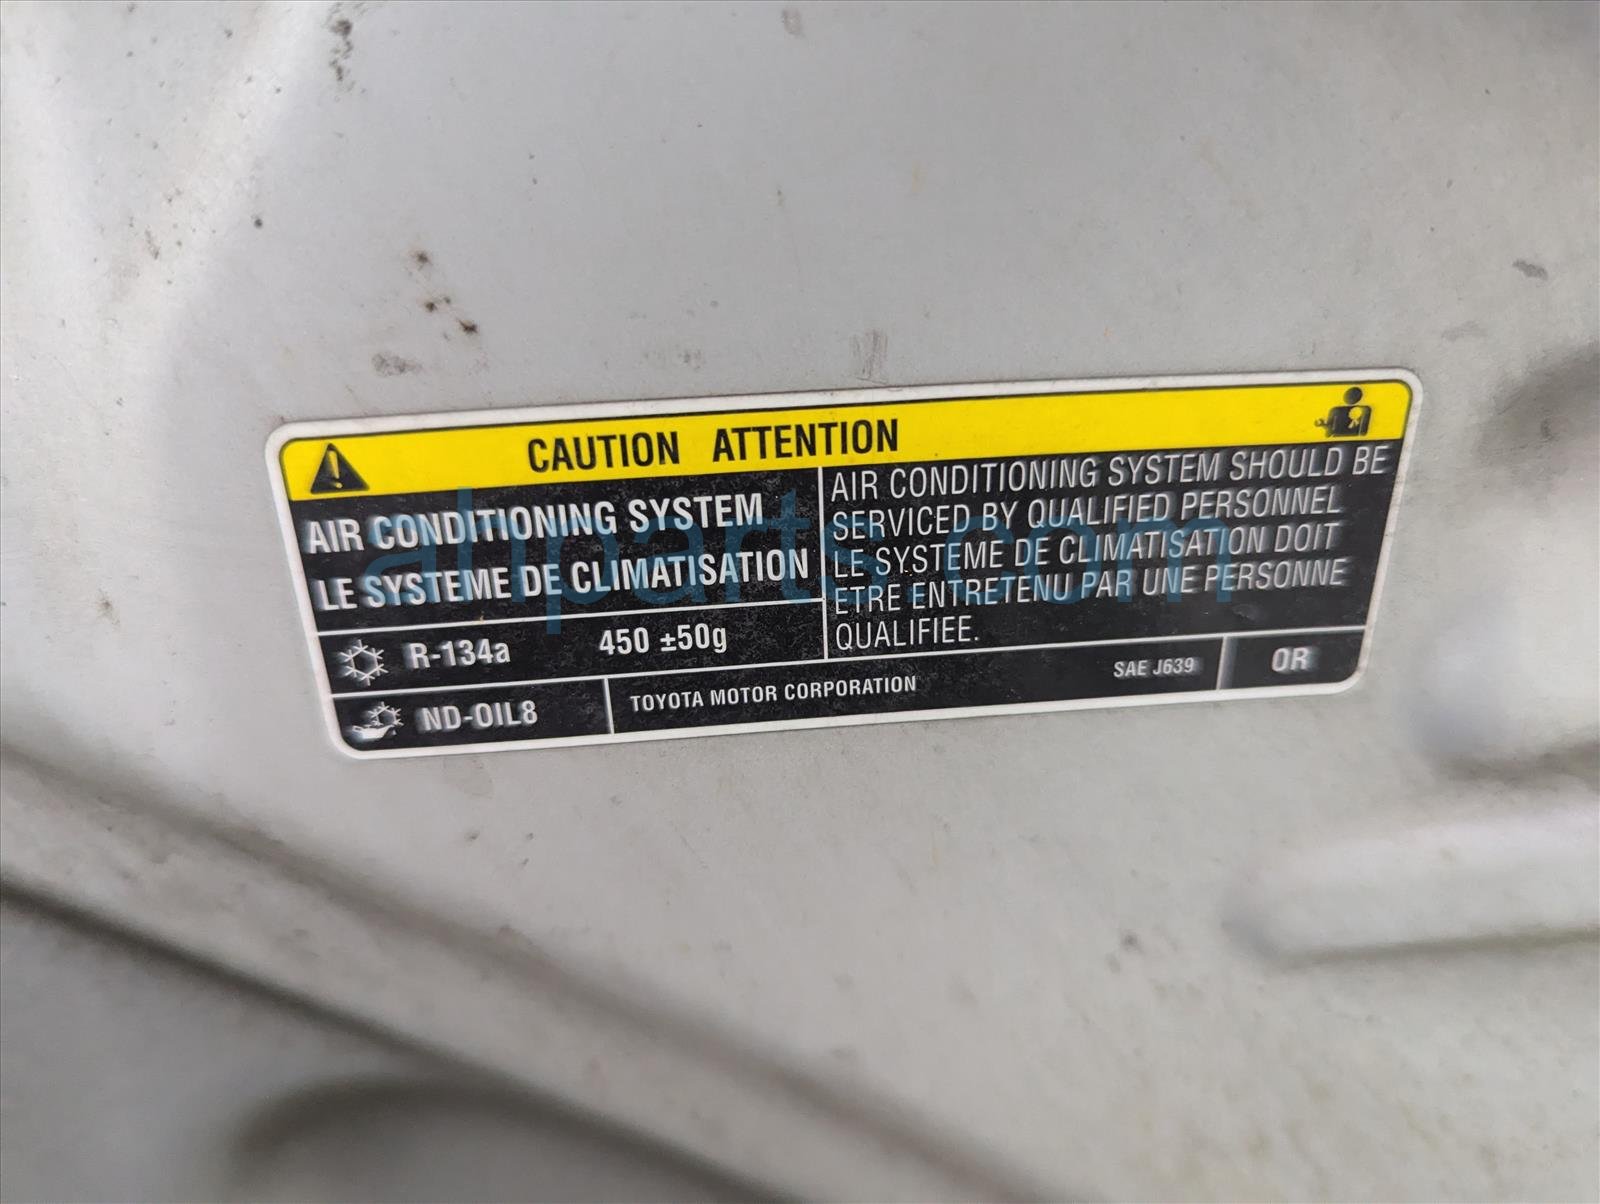 CAUTION ATTENTION
AIR CONDITIONING SYSTEM
LE SYSTEME DE CLIMATISATION
AIR CONDITIONING SYSTEM SHOULD BE
SERVICED BY QUALIFIED PERSONNEL
LE SYSTEME DE CLIMATISATION DOIT
ETRE ENTRETENU PAR UNE PERSONNE
QUALIFIEE.
R-134a 450 ±50g
ND-OIL8
TOYOTA MOTOR CORPORATION SAE J639
OR
ahparts.com